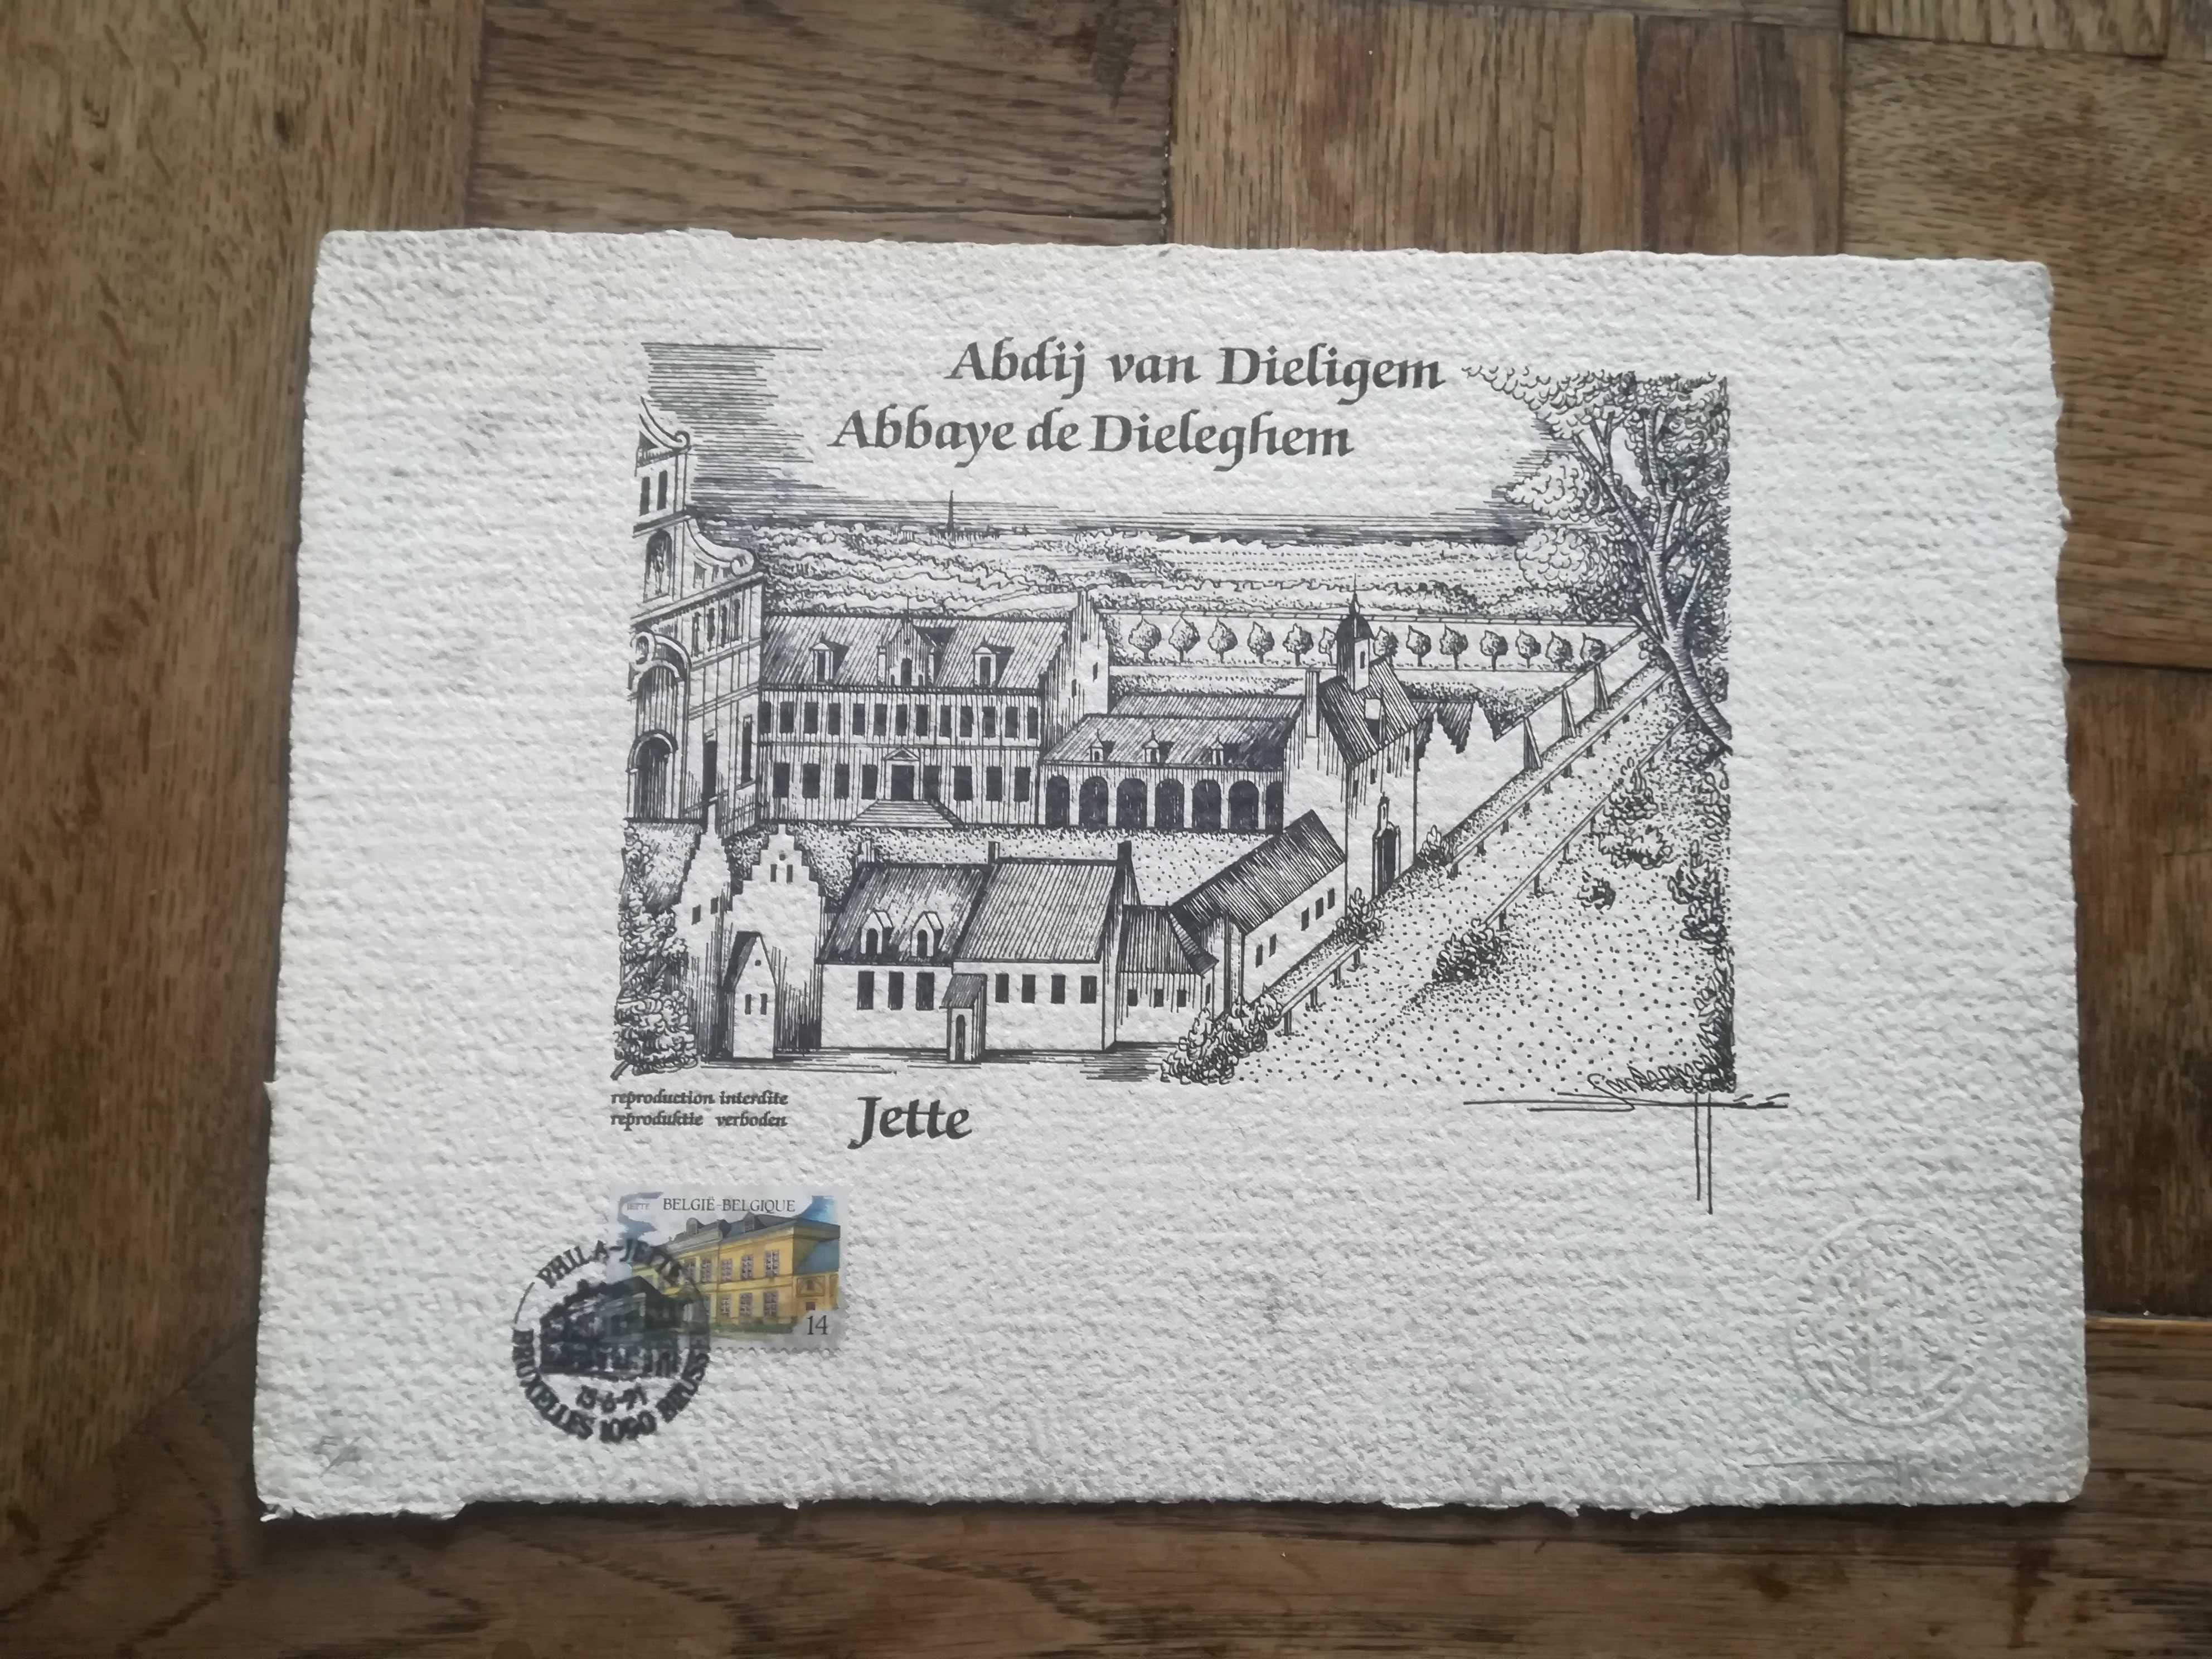 Abdij van Dieligem
Abbaye de Dieleghem
reproduction interdite
reproduktie verboden
Jette
JETTE BELGIË-BELGIQUE
14
PHILA-JETTE
BRUXELLES 1090 BRUSSEL